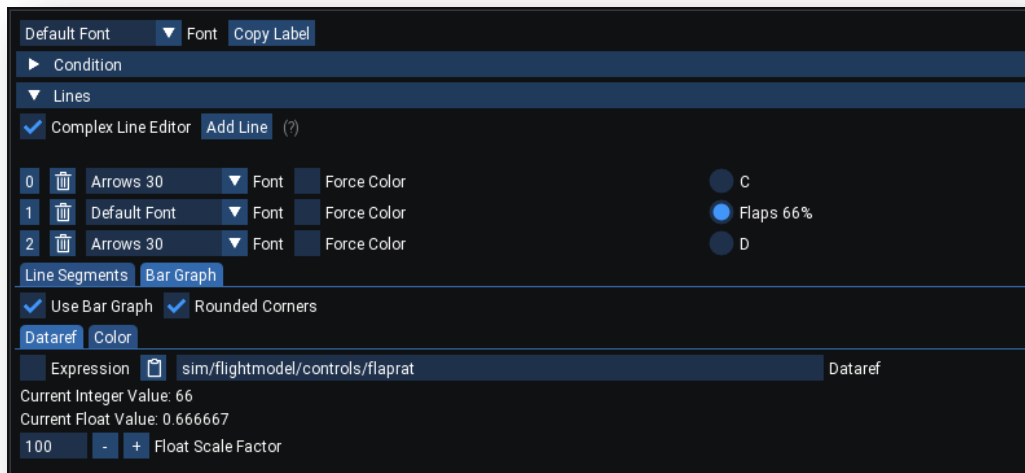 Default Font Font Copy Label
Condition
Lines
Complex Line Editor Add Line (?)
0 Arrows 30 Font Force Color C
1 Default Font Font Force Color Flaps 66%
2 Arrows 30 Font Force Color D
Line Segments Bar Graph
Use Bar Graph Rounded Corners
Dataref Color
Expression sim/flightmodel/controls/flaprat Dataref
Current Integer Value: 66
Current Float Value: 0.666667
100 - + Float Scale Factor